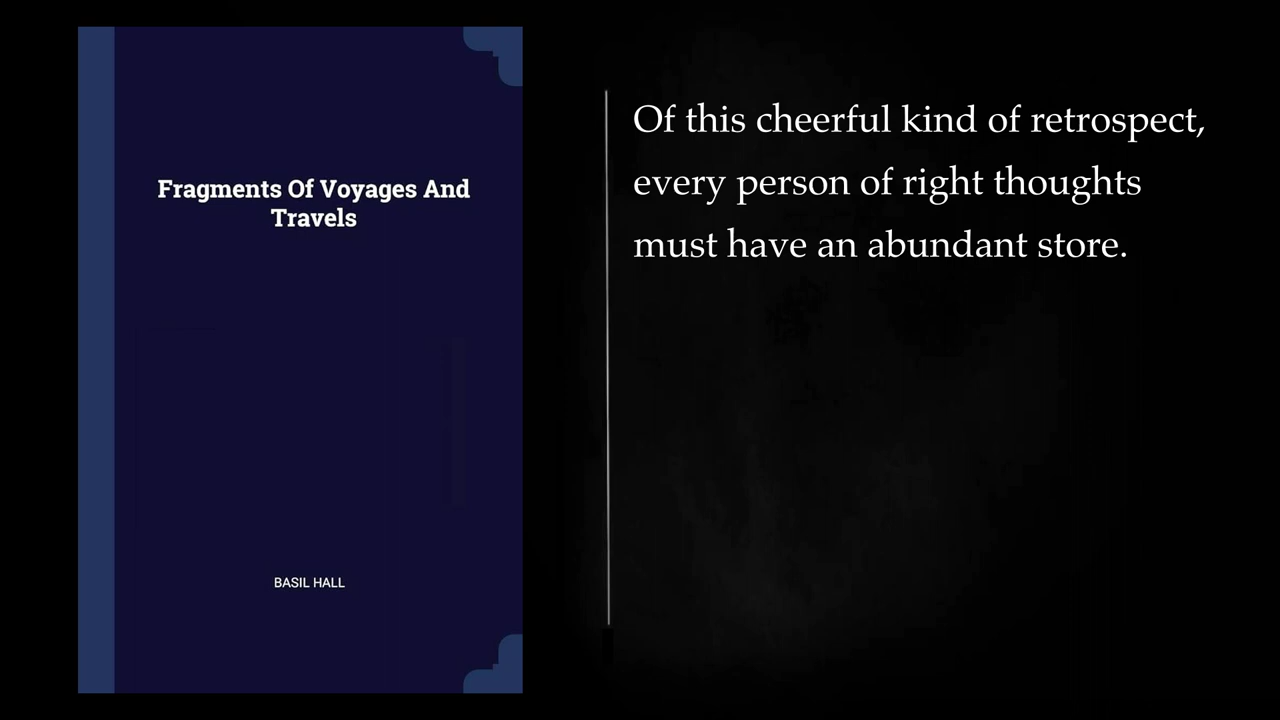 Fragments Of Voyages And
Travels
BASIL HALL
Of this cheerful kind of retrospect,
every person of right thoughts
must have an abundant store.